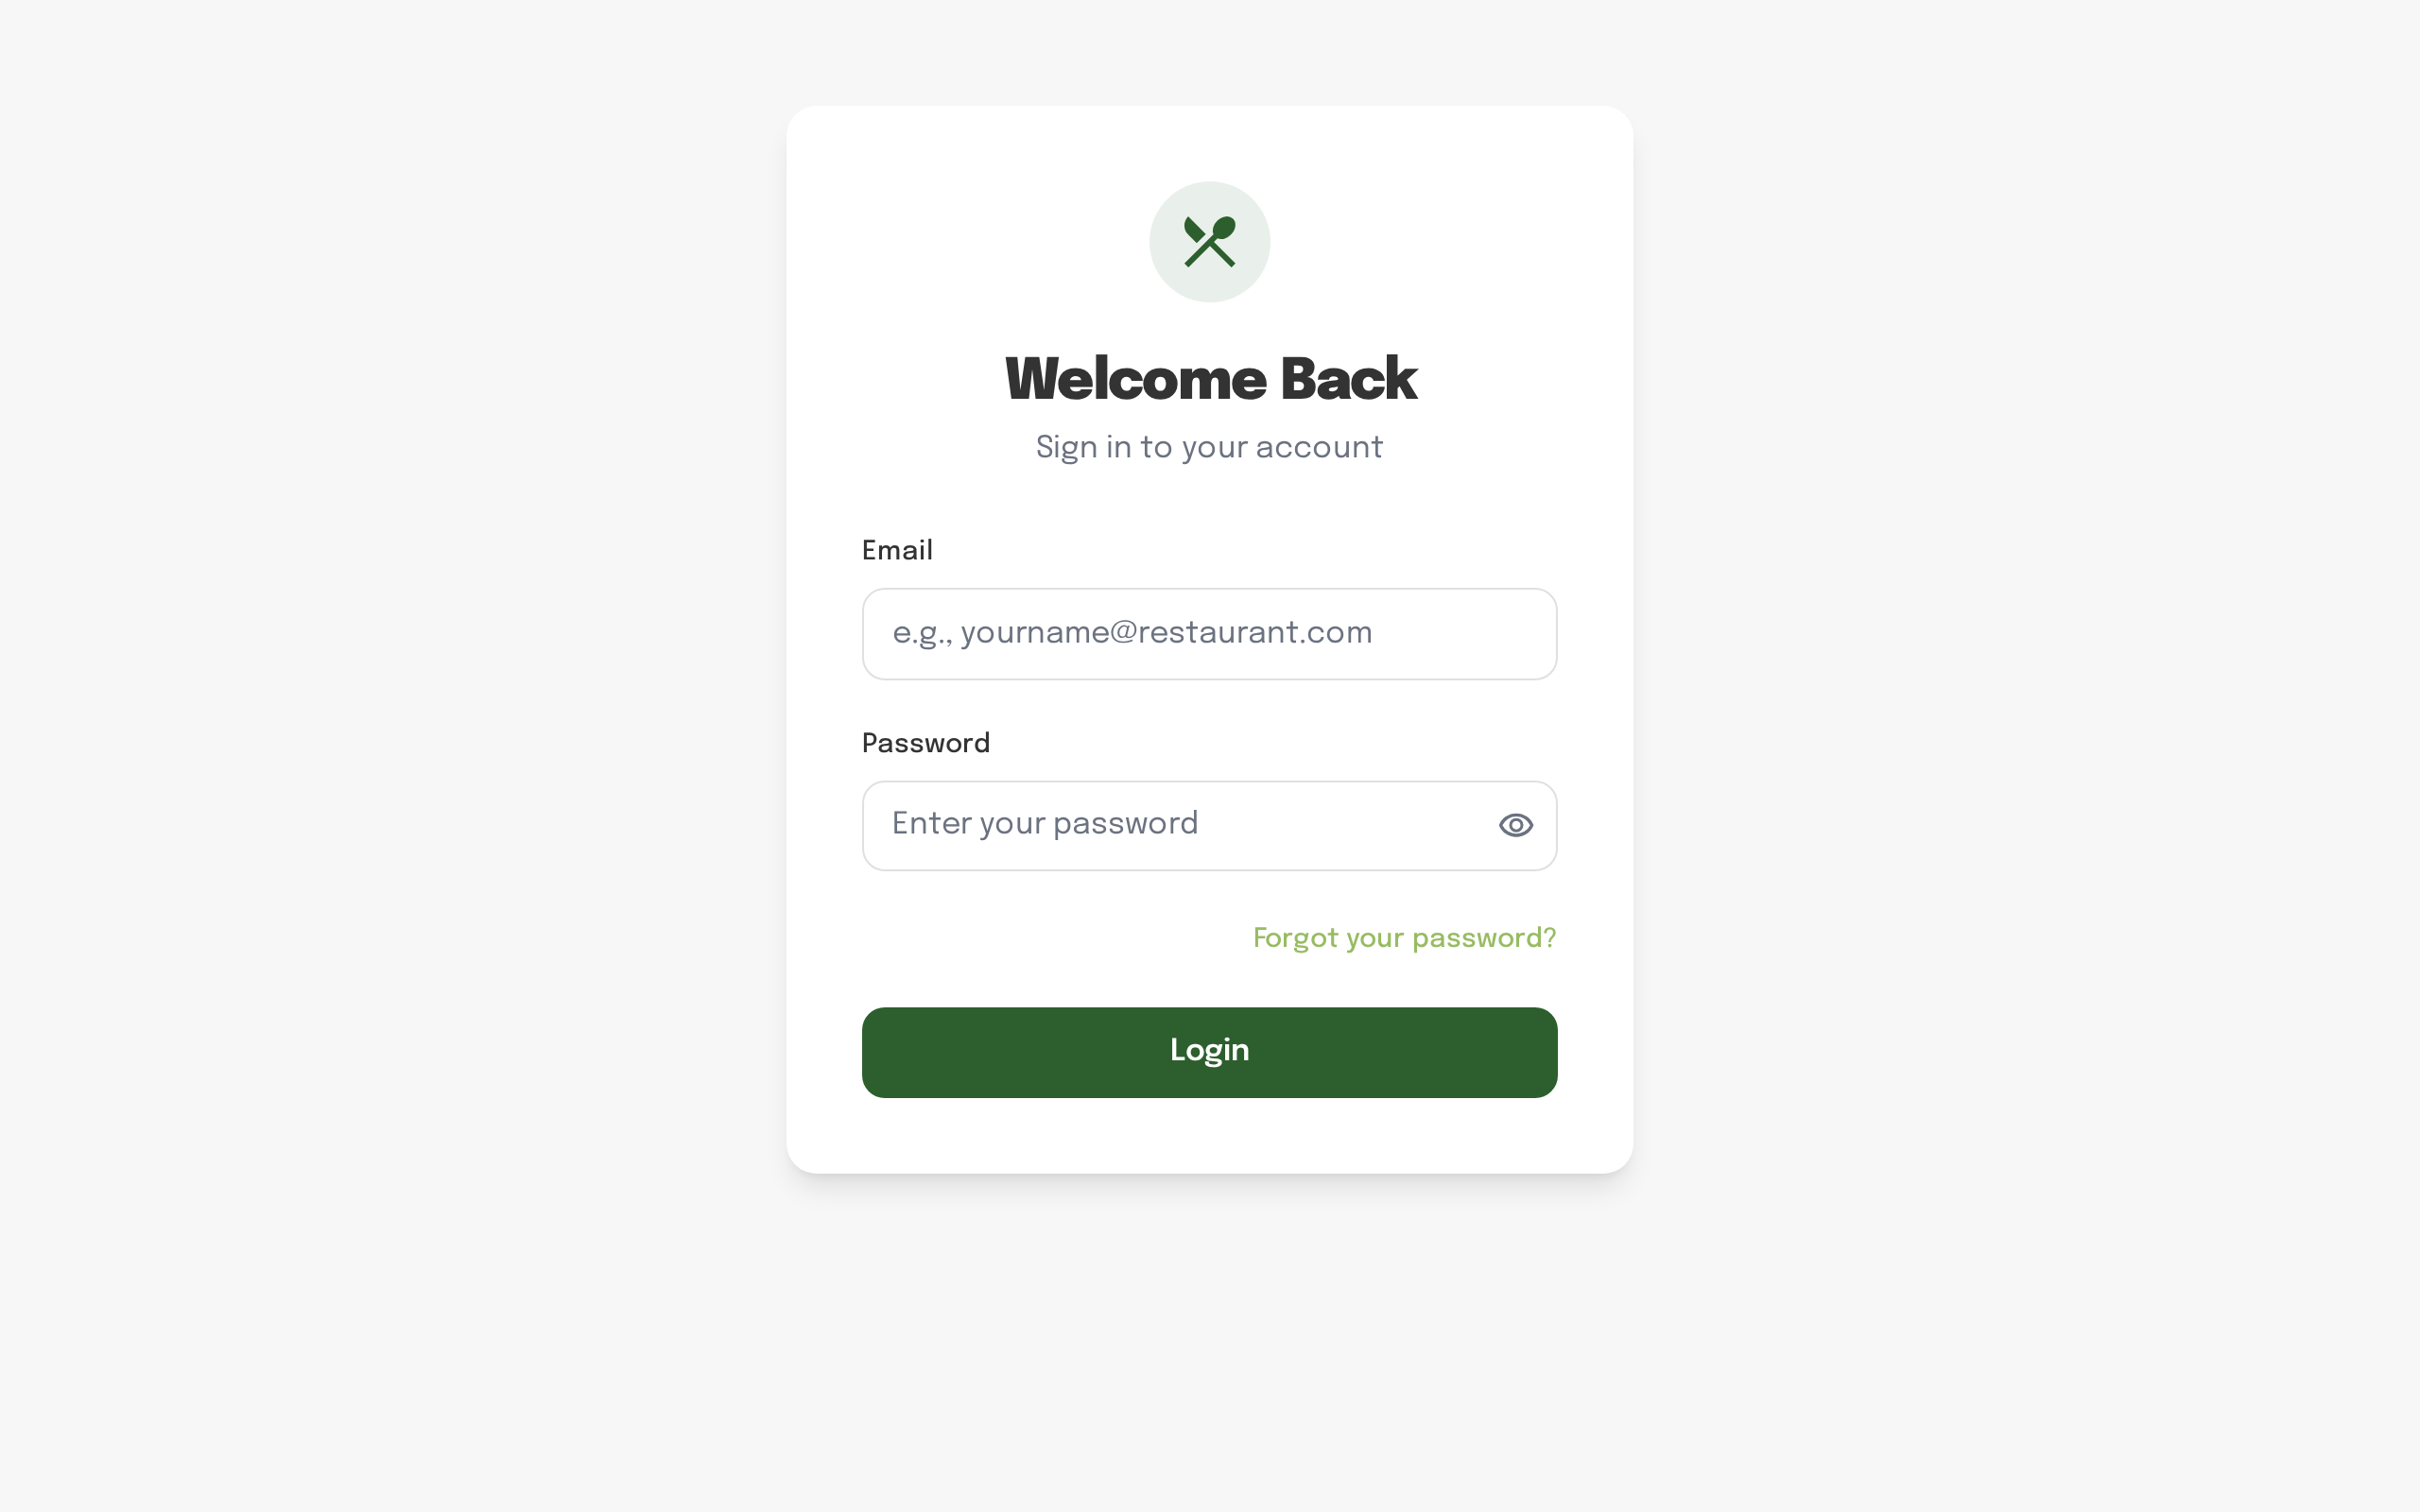 Welcome Back
Sign in to your account
Email
e.g., yourname@restaurant.com
Password
Enter your password
Forgot your password?
Login